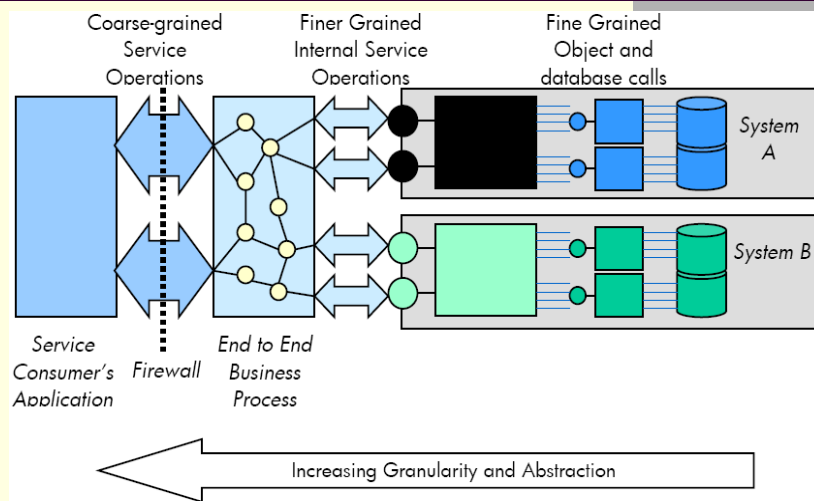 Coarse-grained
Service
Operations
Finer Grained
Internal Service
Operations
Fine Grained
Object and
database calls
System
A
System B
Service
Consumer's
Application
Firewall
End to End
Business
Process
Increasing Granularity and Abstraction